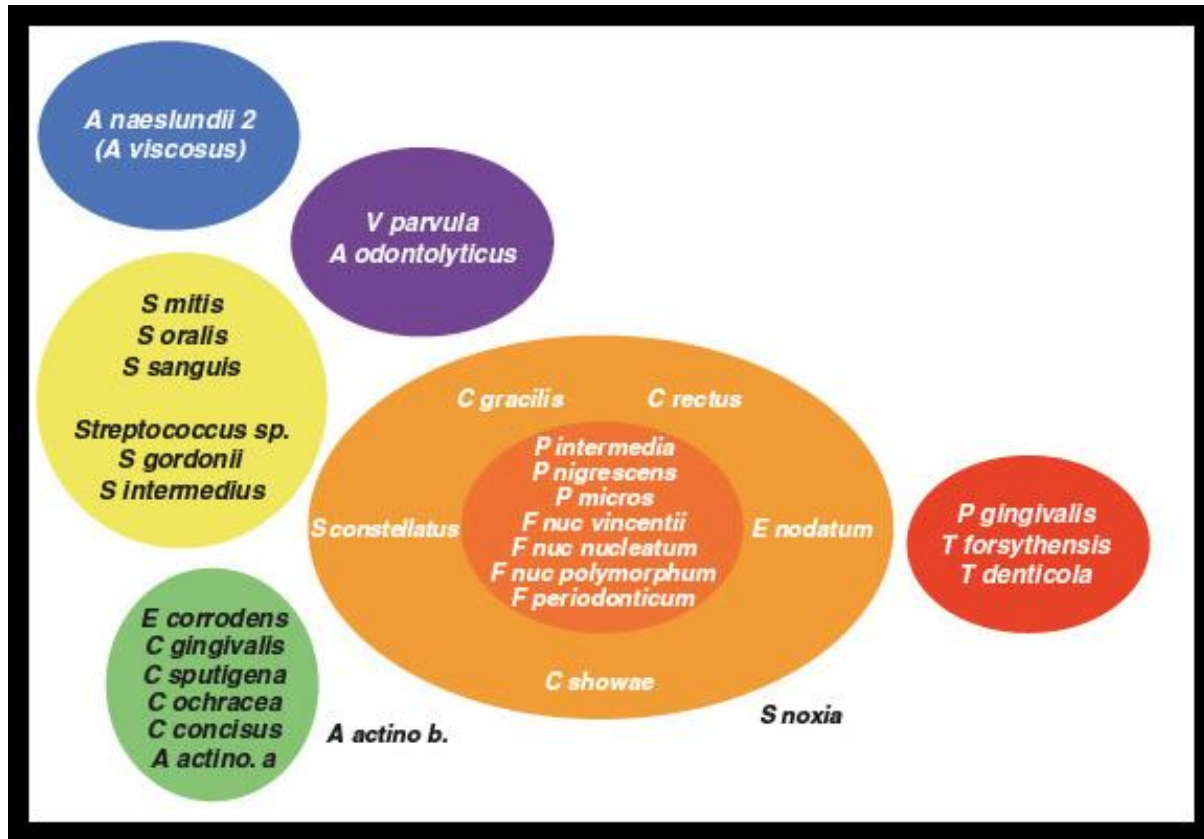 A naeslundii 2
(A viscosus)
V parvula
A odontolyticus
S mitis
S oralis
S sanguis
Streptococcus sp.
S gordonii
S intermedius
C gracilis
C rectus
P intermedia
P nigrescens
P micros
F nuc vincentii
F nuc nucleatum
F nuc polymorphum
F periodonticum
S constellatus
E nodatum
C showae
P gingivalis
T forsythensis
T denticola
E corrodens
C gingivalis
C sputigena
C ochracea
C concisus
A actino. a
A actino b.
S noxia